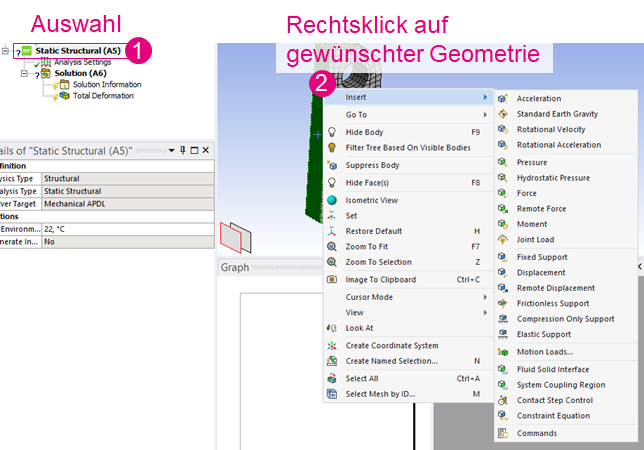 Auswahl
Rechtsklick auf
gewünschter Geometrie
Static Structural (A5)
1
Analysis Settings
Solution (A6)
Solution Information
Total Deformation
2
Insert
Go To
Hide Body F9
Filter Tree Based On Visible Bodies
Suppress Body
Hide Face(s) F8
Isometric View
Set
Restore Default H
Zoom To Fit F7
Zoom To Selection Z
Image To Clipboard Ctrl+C
Cursor Mode
View
Look At
Create Coordinate System
Create Named Selection... N
Select All Ctrl+A
Select Mesh by ID... M
Acceleration
Standard Earth Gravity
Rotational Velocity
Rotational Acceleration
Pressure
Hydrostatic Pressure
Force
Remote Force
Moment
Joint Load
Fixed Support
Displacement
Remote Displacement
Frictionless Support
Compression Only Support
Elastic Support
Motion Loads...
Fluid Solid Interface
System Coupling Region
Contact Step Control
Constraint Equation
Commands
ails of "Static Structural (A5)"
finition
ysics Type Structural
alysis Type Static Structural
lver Target Mechanical APDL
tions
Environm... 22, °C
nerate In... No
Graph